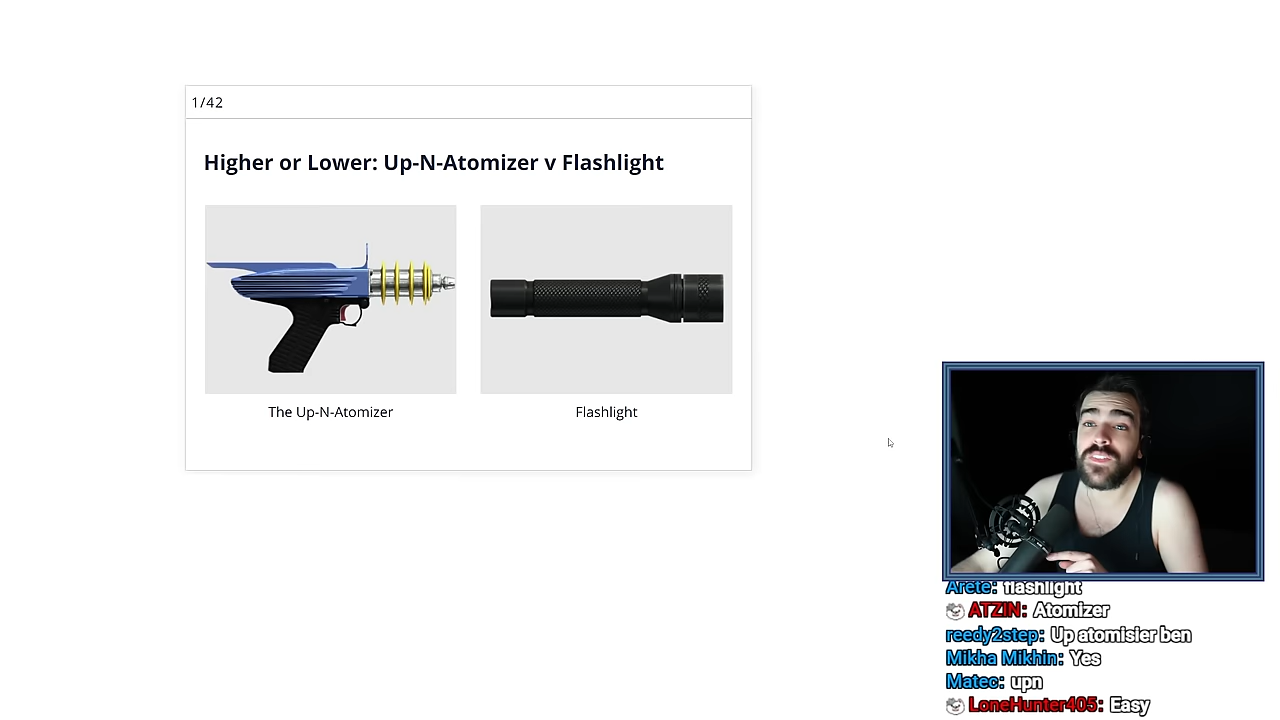 1/42
Higher or Lower: Up-N-Atomizer v Flashlight
The Up-N-Atomizer
Flashlight
Arete: flashlight
ATZIN: Atomizer
reedy2step: Up atomisier ben
Mikha Mikhin: Yes
Matec: upn
LoneHunter405: Easy